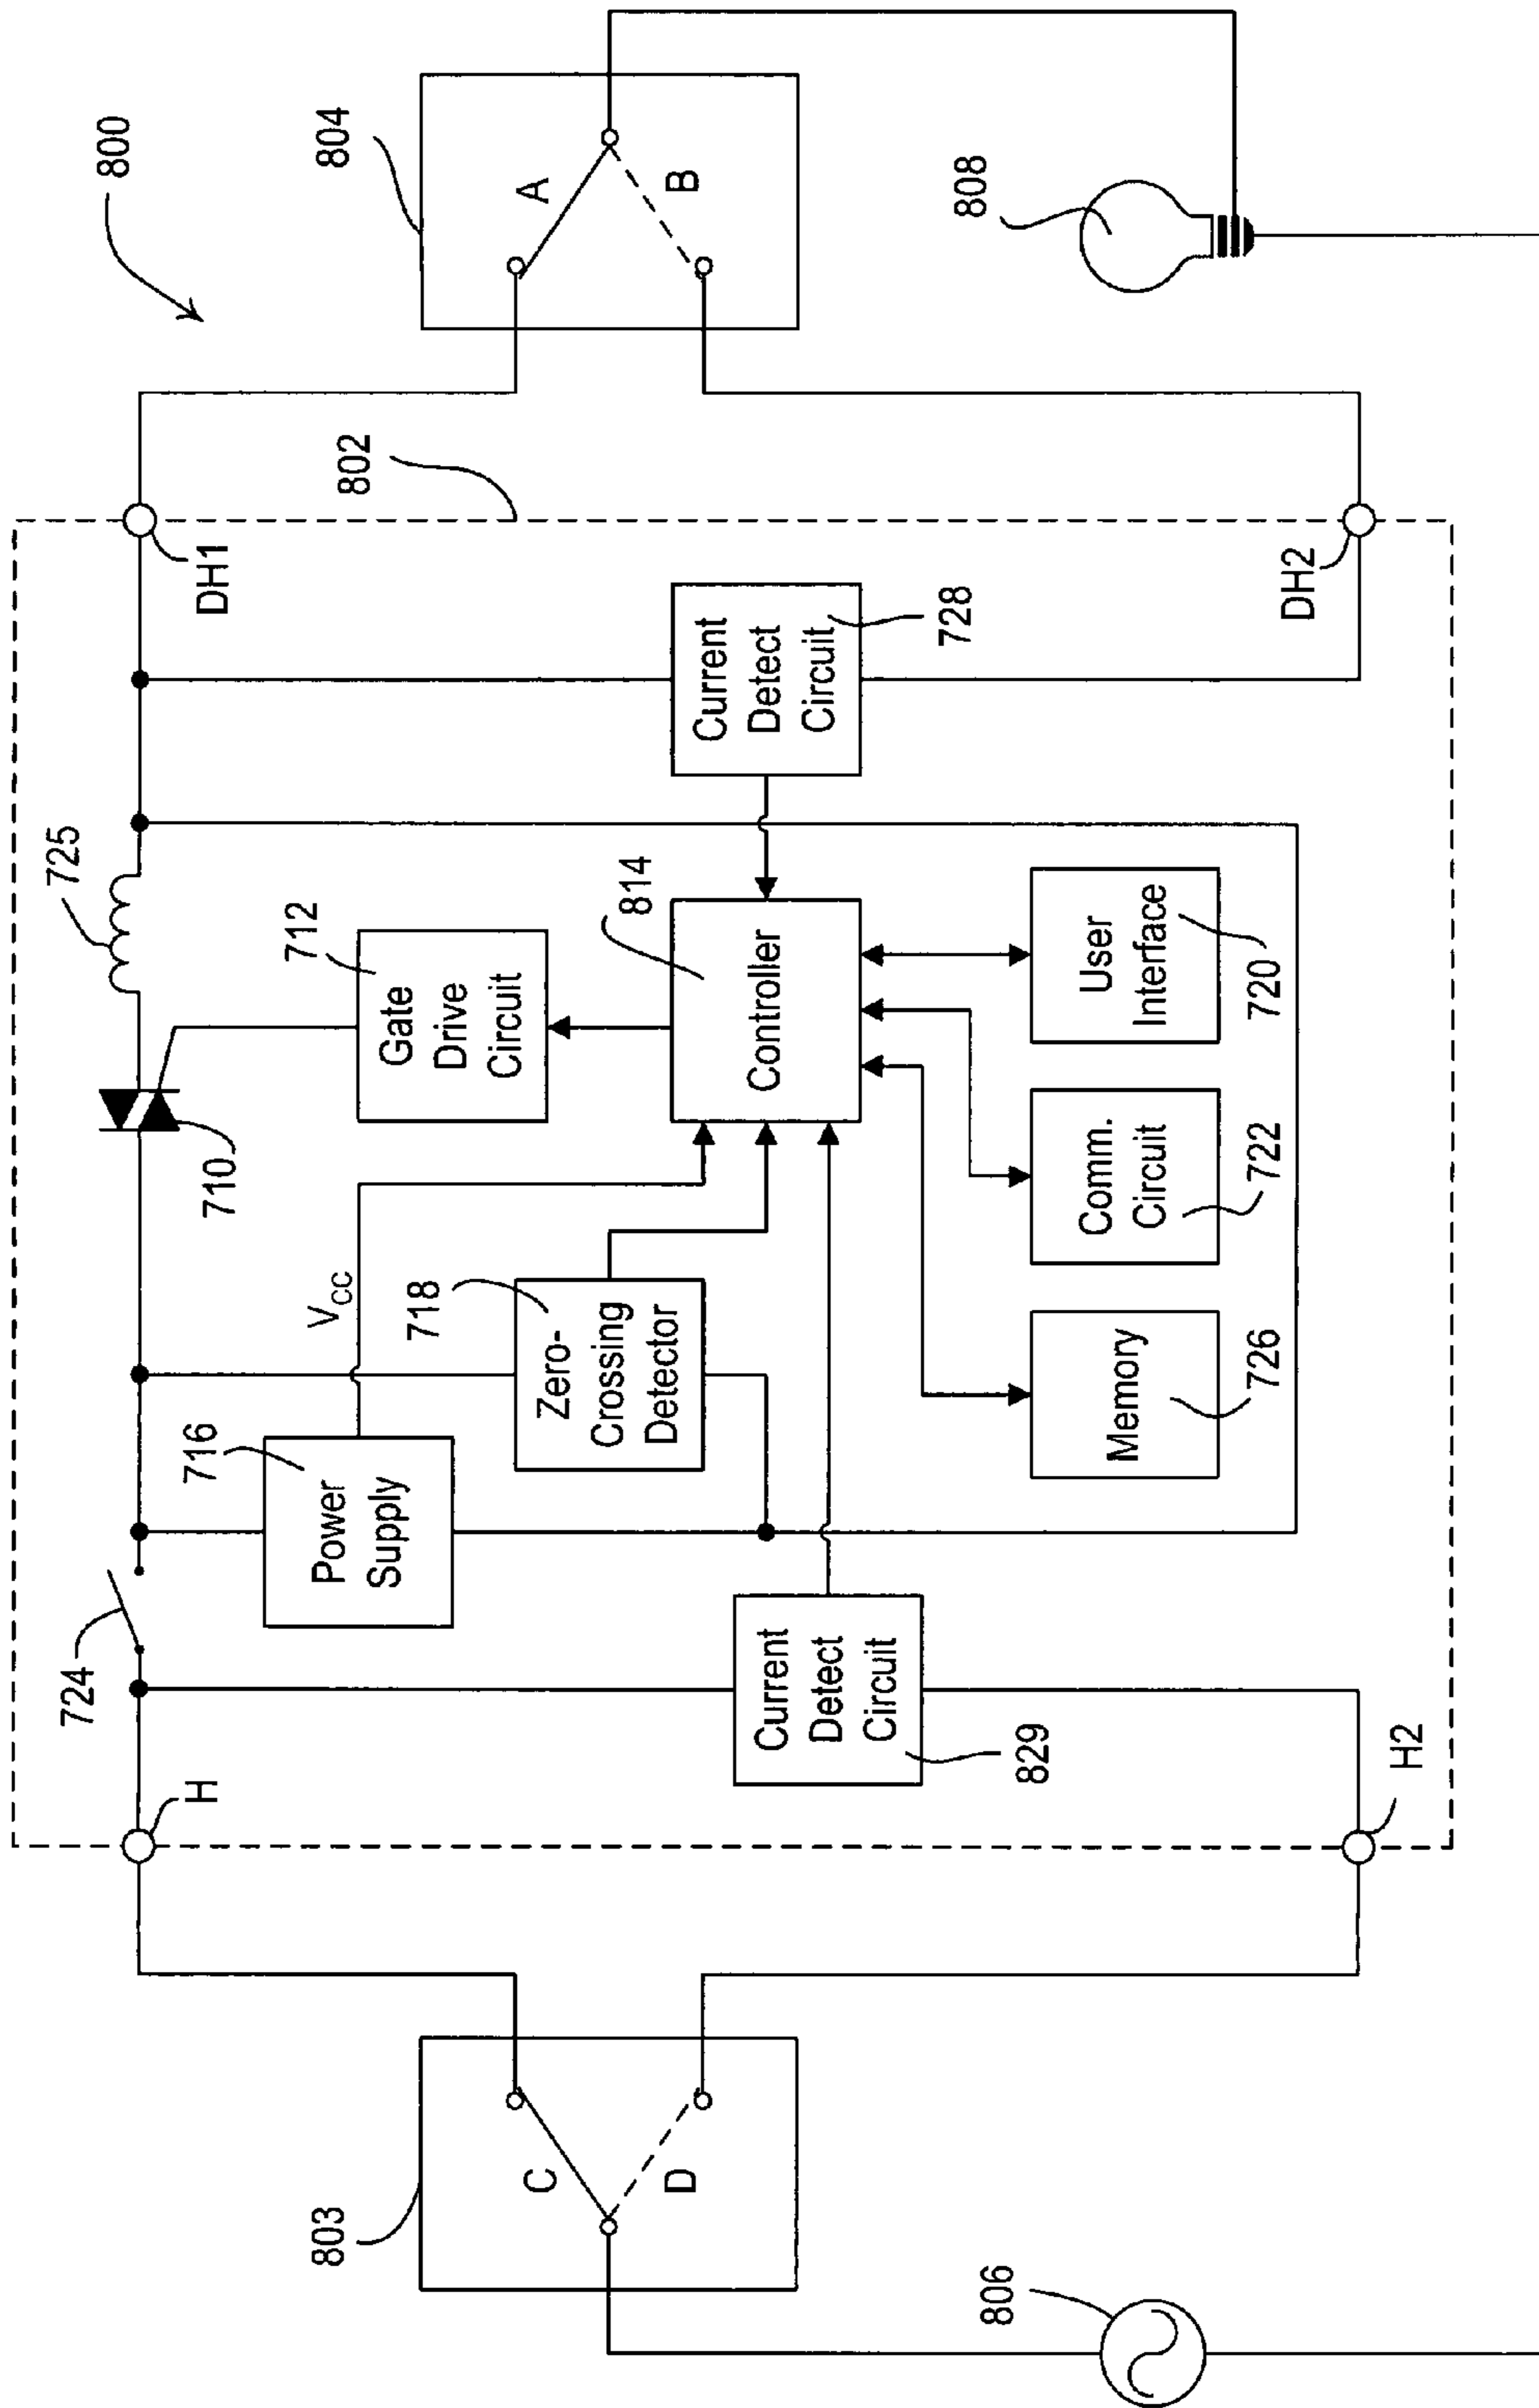 800
804
A
B
808
802
DH1
DH2
Current
Detect
Circuit
728
725
712
Gate
Drive
Circuit
814
Controller
User
Interface
720
710
Comm.
Circuit
722
VCC
718
Zero-
Crossing
Detector
Memory
726
716
Power
Supply
724
Current
Detect
Circuit
829
H
H2
803
C
D
806